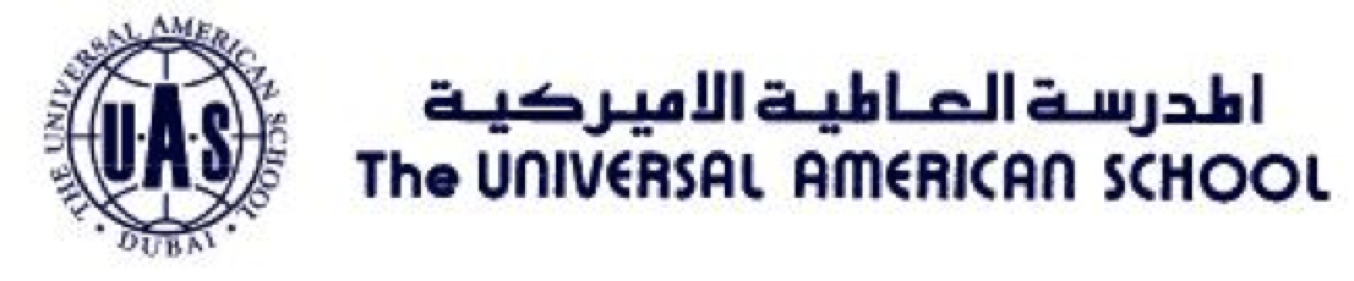 THE UNIVERSAL AMERICAN SCHOOL
U·A·S
• DUBAI •
المدرسة العالمية الاميركية
The UNIVERSAL AMERICAN SCHOOL